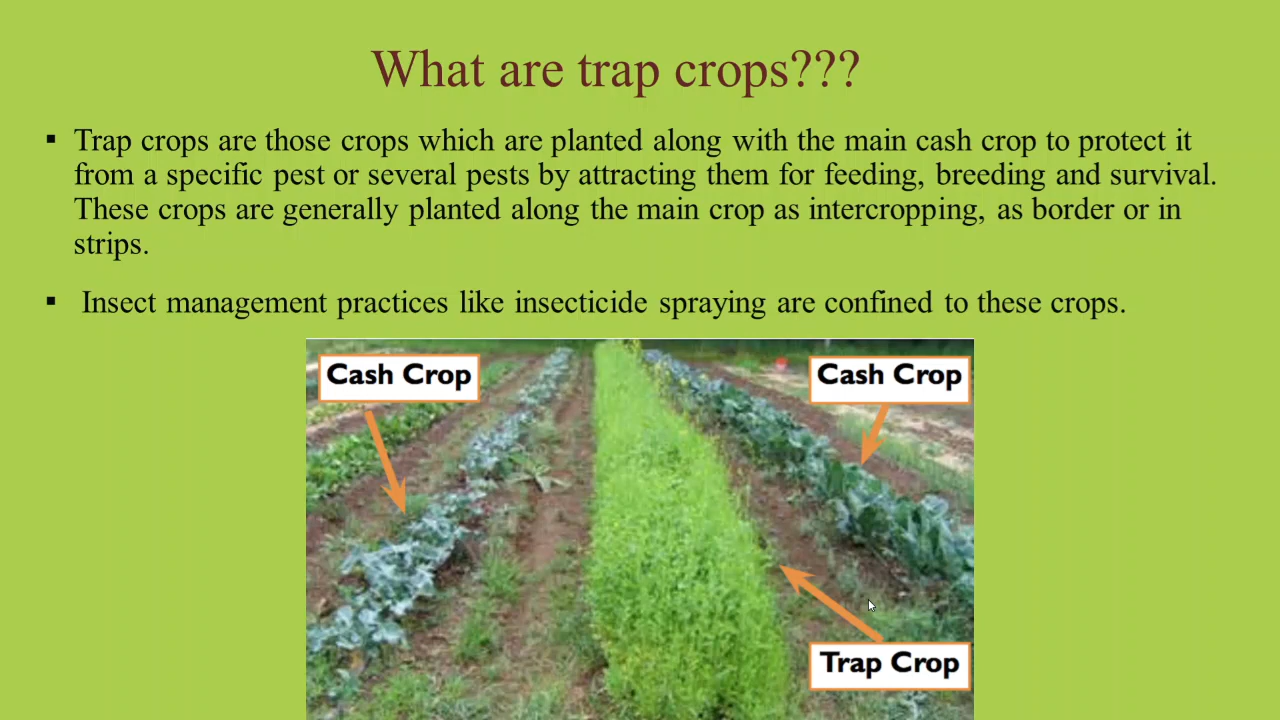 What are trap crops???
▪ Trap crops are those crops which are planted along with the main cash crop to protect it
from a specific pest or several pests by attracting them for feeding, breeding and survival.
These crops are generally planted along the main crop as intercropping, as border or in
strips.
▪ Insect management practices like insecticide spraying are confined to these crops.
Cash Crop
Cash Crop
Trap Crop